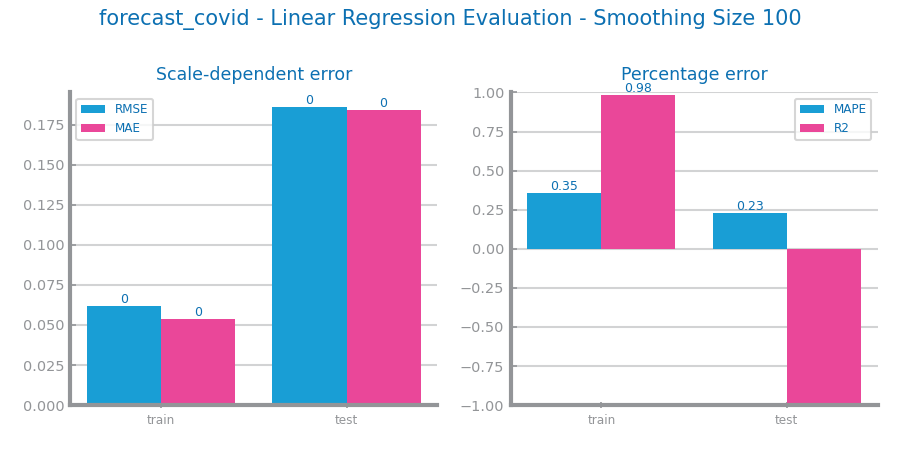 forecast_covid - Linear Regression Evaluation - Smoothing Size 100
Scale-dependent error
RMSE
MAE
0.175
0.150
0.125
0.100
0.075
0.050
0.025
0.000
0
0
0
0
train
test
Percentage error
MAPE
R2
1.00
0.75
0.50
0.25
0.00
−0.25
−0.50
−0.75
−1.00
0.35
0.98
0.23
train
test